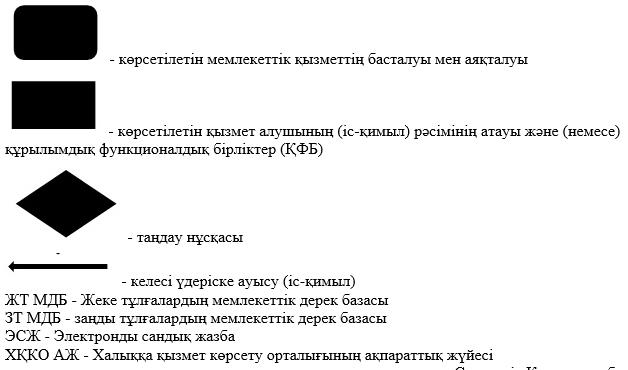 - көрсетілетін мемлекеттік қызметтің басталуы мен аяқталуы
- көрсетілетін қызмет алушының (іс-қимыл) рәсімінің атауы және (немесе)
құрылымдық функционалдық бірліктер (ҚФБ)
- таңдау нұсқасы
- келесі үдеріске ауысу (іс-қимыл)
ЖТ МДБ - Жеке тұлғалардың мемлекеттік дерек базасы
ЗТ МДБ - заңды тұлғалардың мемлекеттік дерек базасы
ЭСЖ - Электронды сандық жазба
ХҚКО АЖ - Халыққа қызмет көрсету орталығының ақпараттық жүйесі